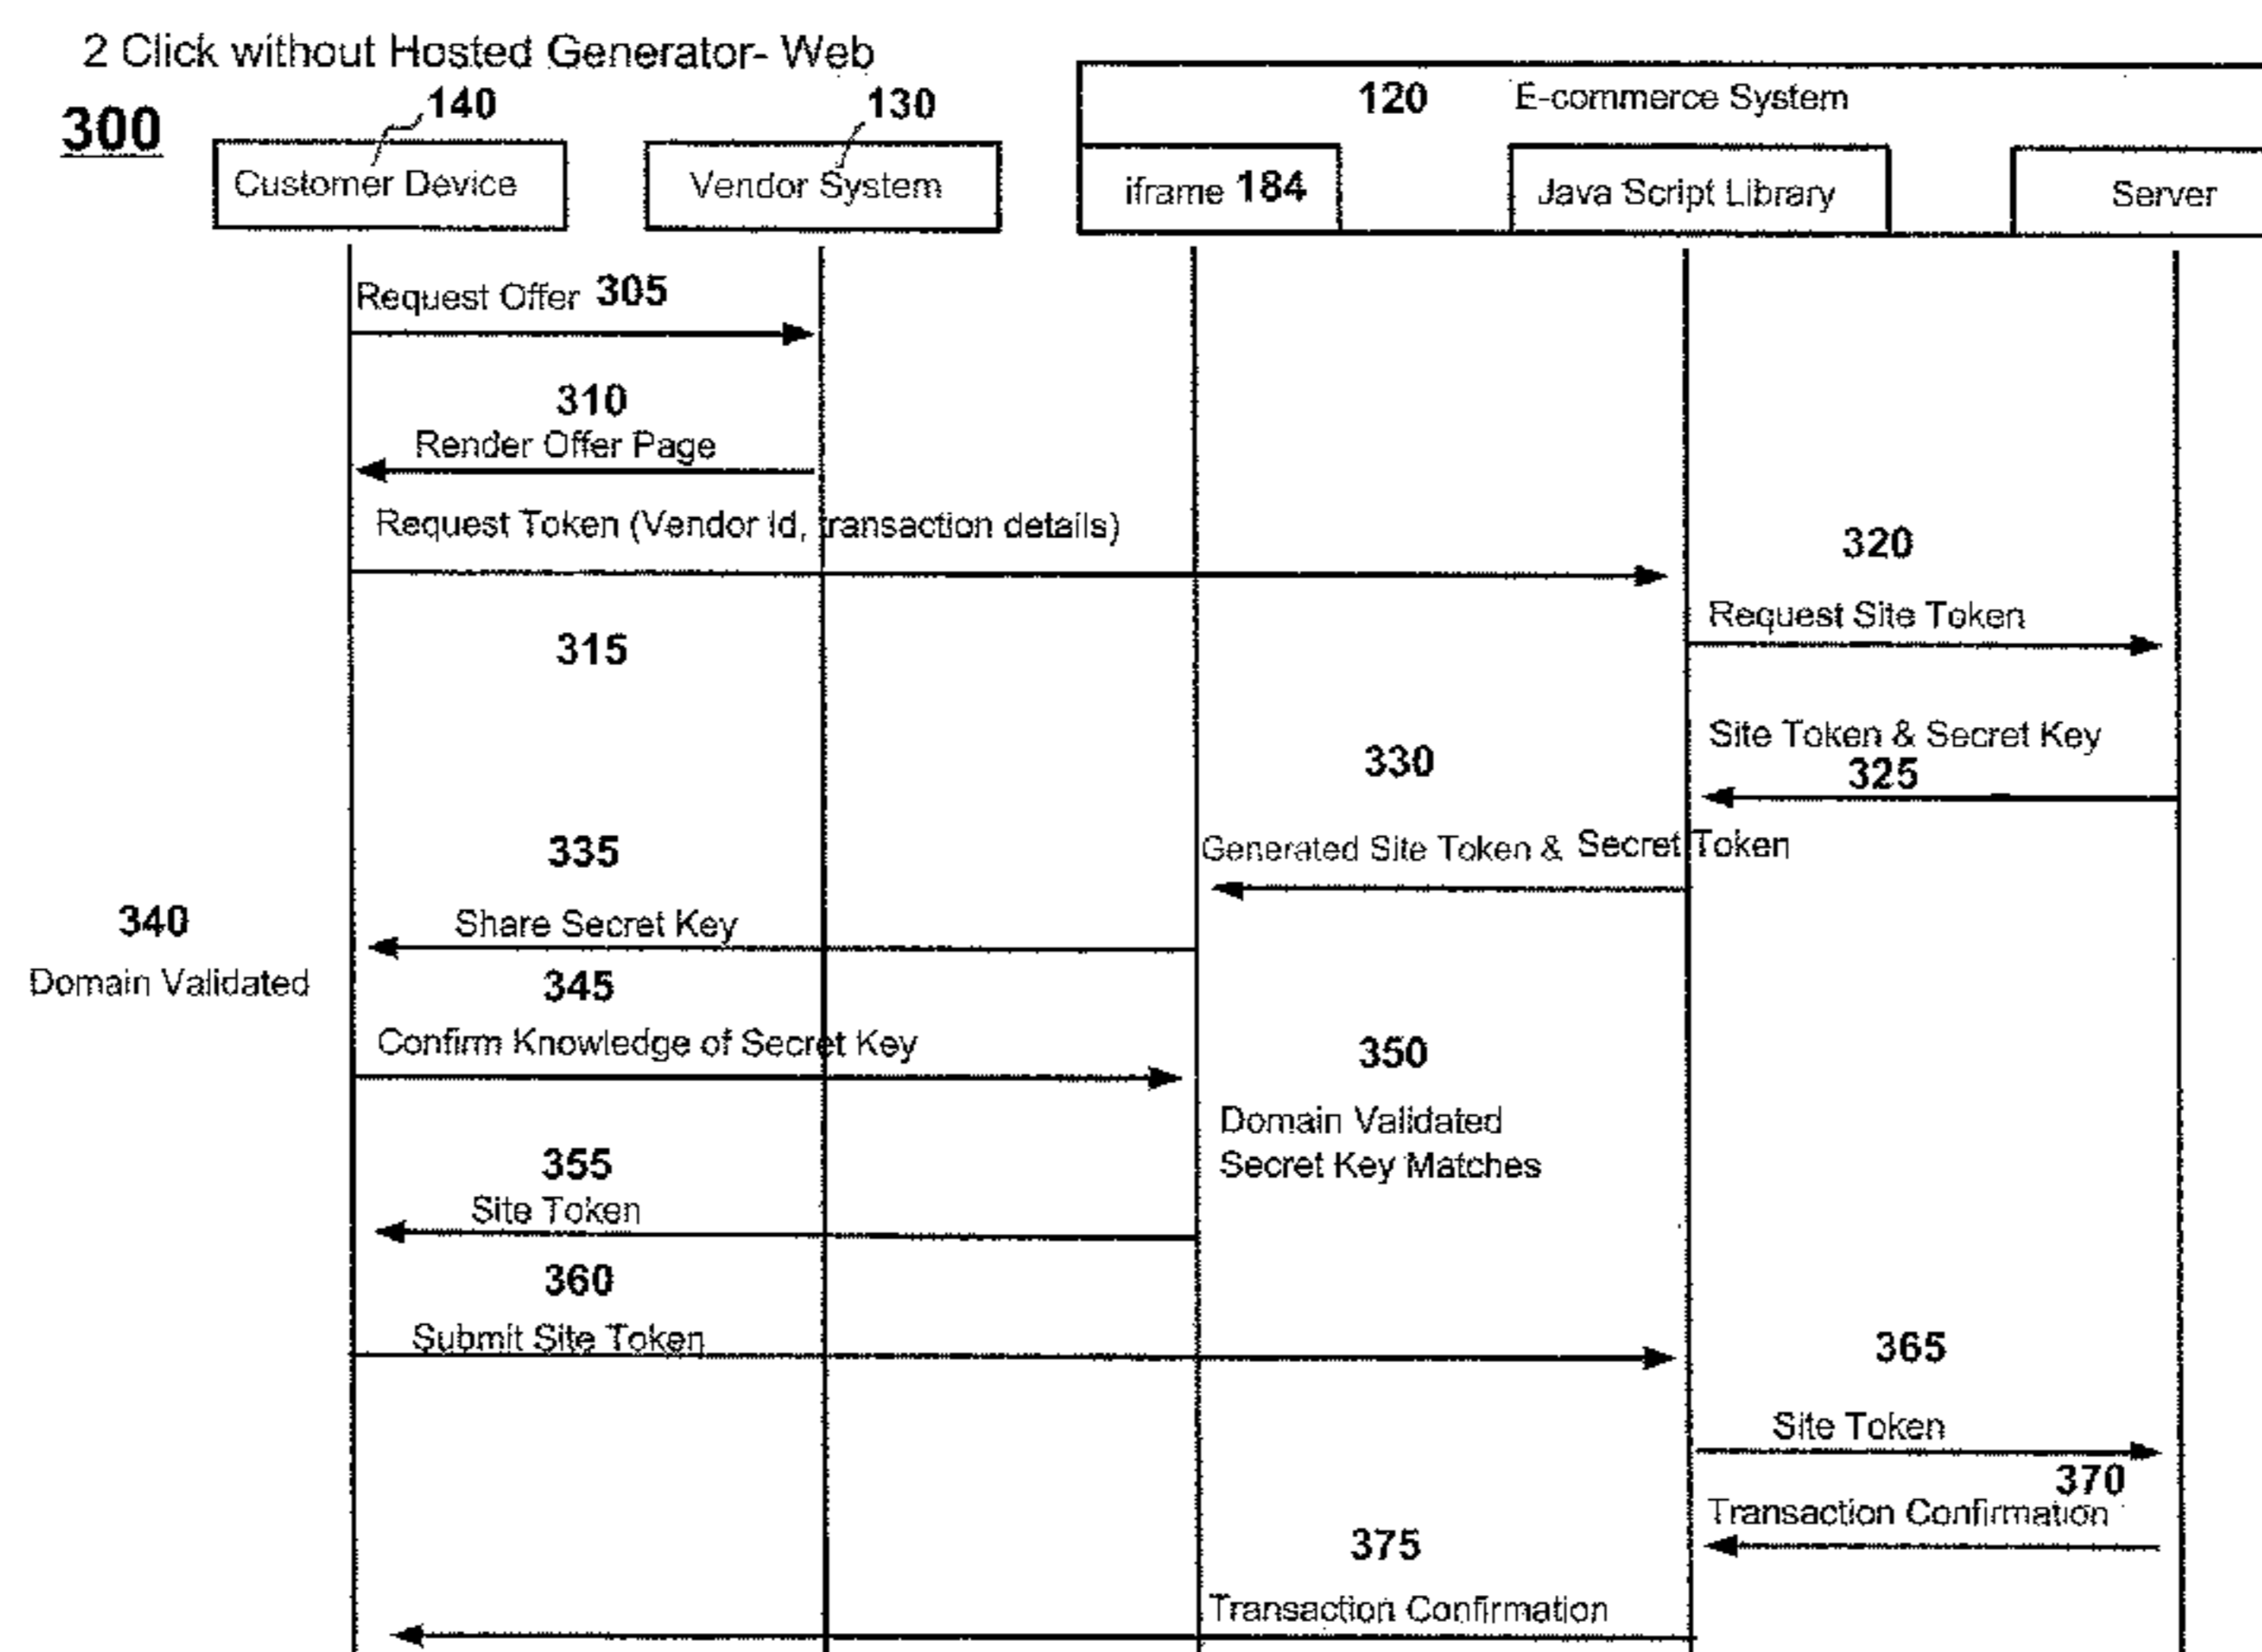 2 Click without Hosted Generator- Web
300
140
130
120 E-commerce System
Customer Device
Vendor System
iframe 184
Java Script Library
Server
Request Offer 305
310
Render Offer Page
Request Token (Vendor Id, transaction details)
315
320
Request Site Token
Site Token & Secret Key
325
330
Generated Site Token & Secret Token
335
Share Secret Key
340
Domain Validated
345
Confirm Knowledge of Secret Key
350
Domain Validated
Secret Key Matches
355
Site Token
360
Submit Site Token
365
Site Token
370
Transaction Confirmation
375
Transaction Confirmation